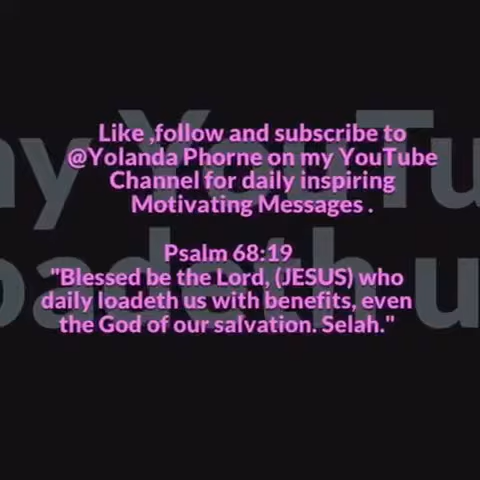 Like ,follow and subscribe to
@Yolanda Phorne on my YouTube
Channel for daily inspiring
Motivating Messages .
Psalm 68:19
"Blessed be the Lord, (JESUS) who
daily loadeth us with benefits, even
the God of our salvation. Selah."